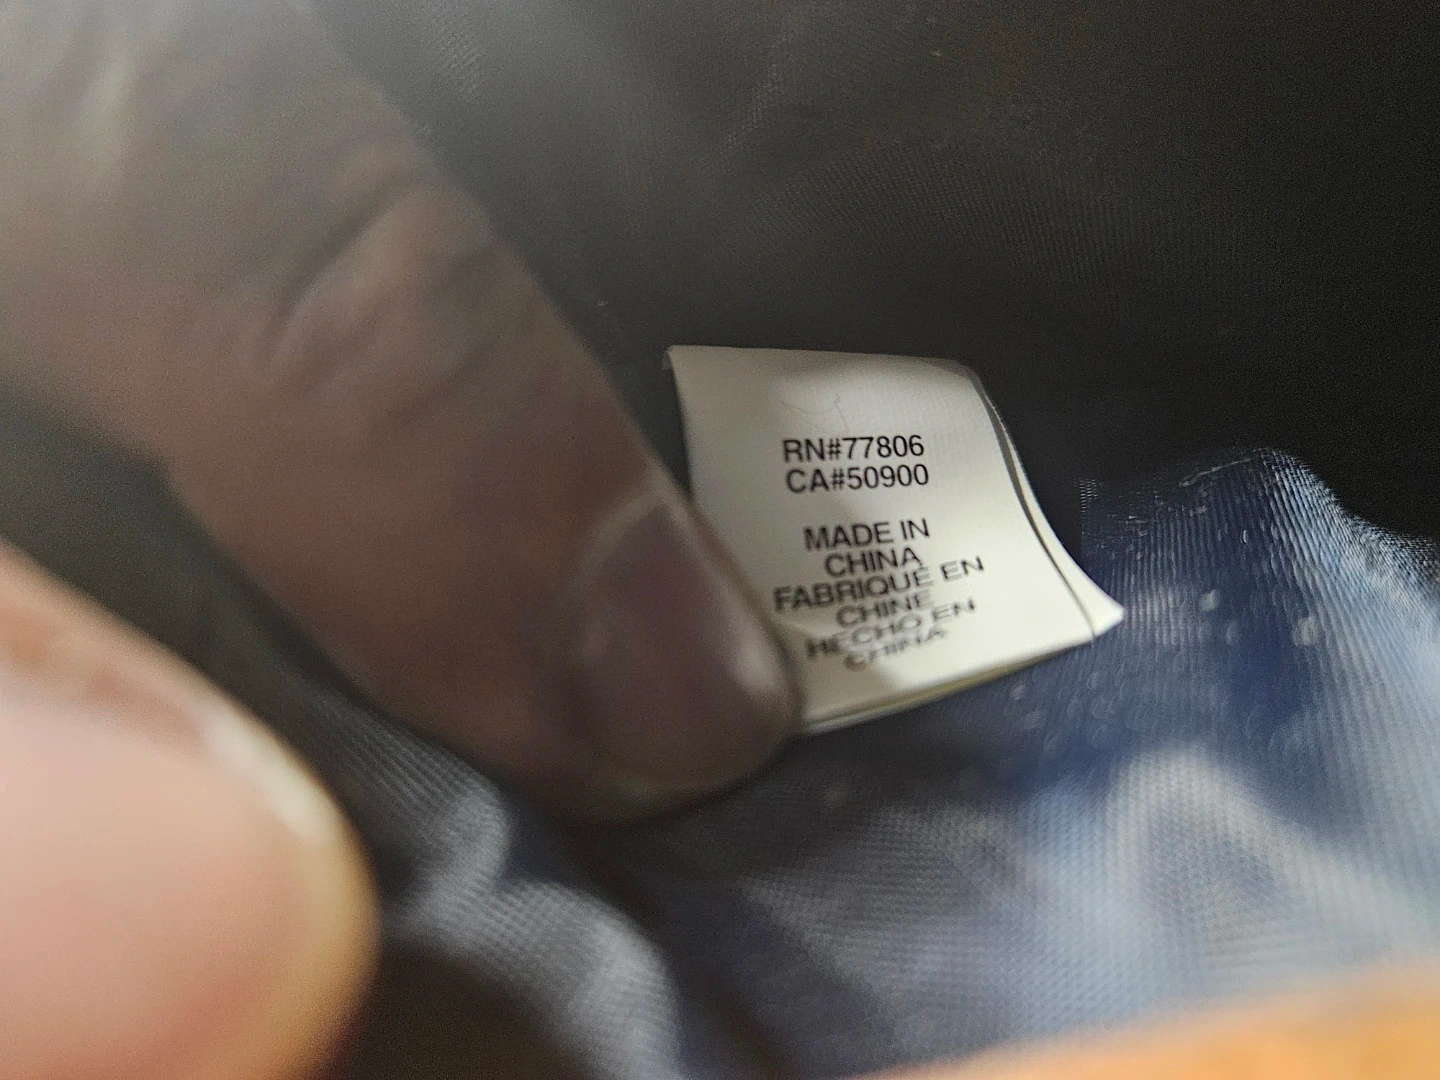 RN#77806
CA#50900
MADE IN
CHINA
FABRIQUÉ EN
CHINE
HECHO EN
CHINA